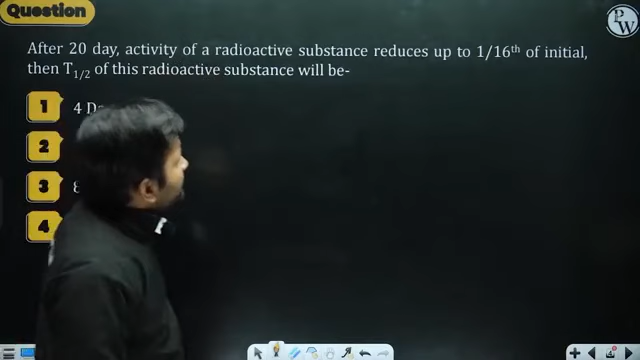 Question
PW
After 20 day, activity of a radioactive substance reduces up to 1/16th of initial,
then T1/2 of this radioactive substance will be-
1 4
2
3 8
4